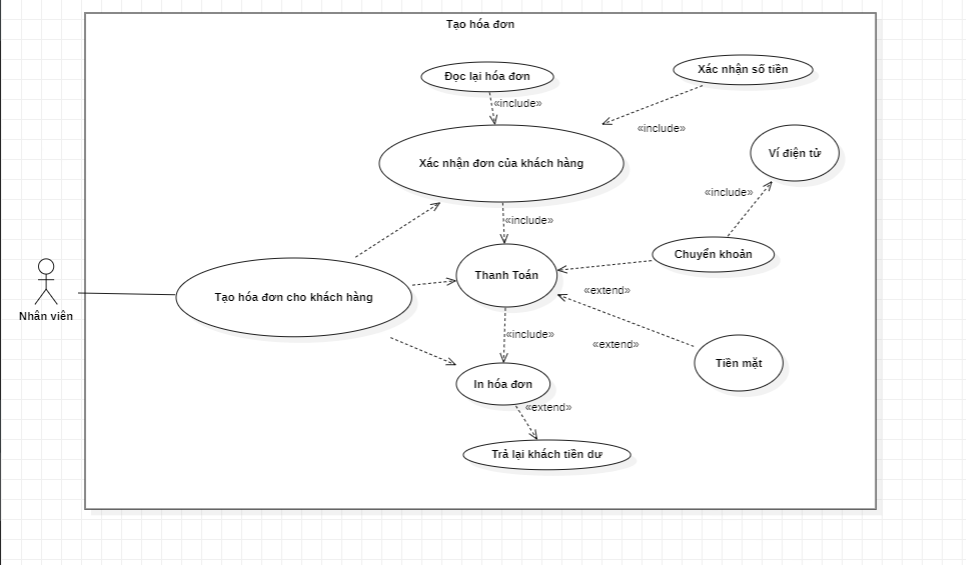 Tạo hóa đơn
Đọc lại hóa đơn
Xác nhận số tiền
«include»
«include»
Xác nhận đơn của khách hàng
Ví điện tử
«include»
«include»
Chuyển khoản
Thanh Toán
Nhân viên
Tạo hóa đơn cho khách hàng
«extend»
«include»
«extend»
Tiền mặt
In hóa đơn
«extend»
Trả lại khách tiền dư